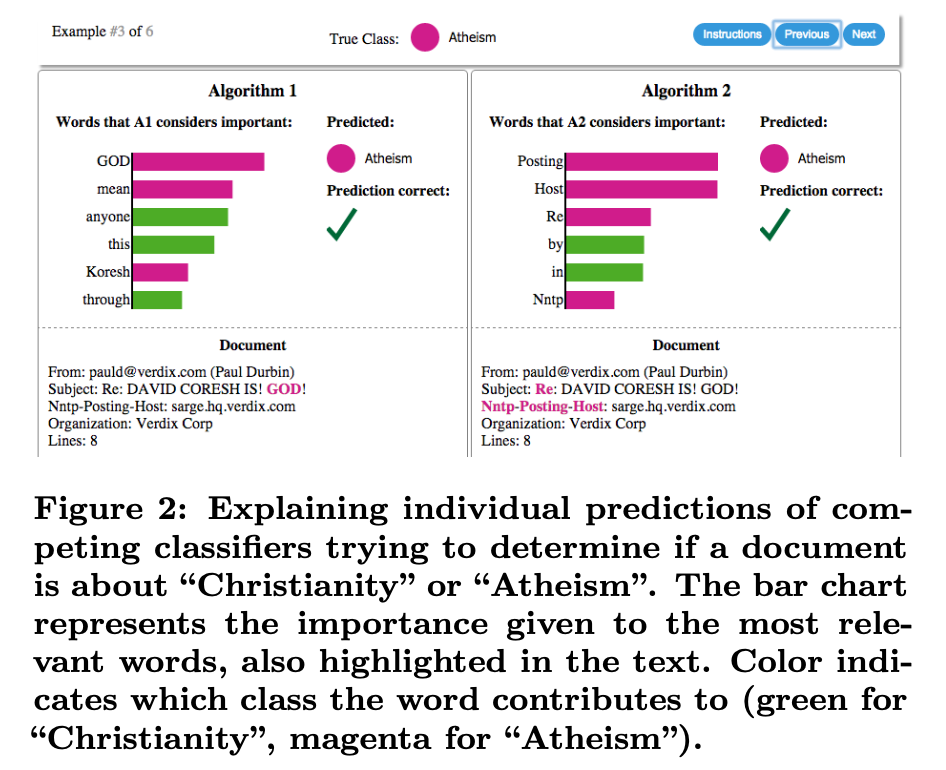 Example #3 of 6
True Class:
Atheism
Instructions
Previous
Next
Algorithm 1
Words that A1 considers important:
Predicted:
GOD
mean
anyone
this
Koresh
through
Atheism
Prediction correct:
Document
From: pauld@verdix.com (Paul Durbin)
Subject: Re: DAVID CORESH IS! GOD!
Nntp-Posting-Host: sarge.hq.verdix.com
Organization: Verdix Corp
Lines: 8
Algorithm 2
Words that A2 considers important:
Predicted:
Posting
Host
Re
by
in
Nntp
Atheism
Prediction correct:
Document
From: pauld@verdix.com (Paul Durbin)
Subject: Re: DAVID CORESH IS! GOD!
Nntp-Posting-Host: sarge.hq.verdix.com
Organization: Verdix Corp
Lines: 8
Figure 2: Explaining individual predictions of com-
peting classifiers trying to determine if a document
is about “Christianity” or “Atheism”. The bar chart
represents the importance given to the most rele-
vant words, also highlighted in the text. Color indi-
cates which class the word contributes to (green for
“Christianity”, magenta for “Atheism”).